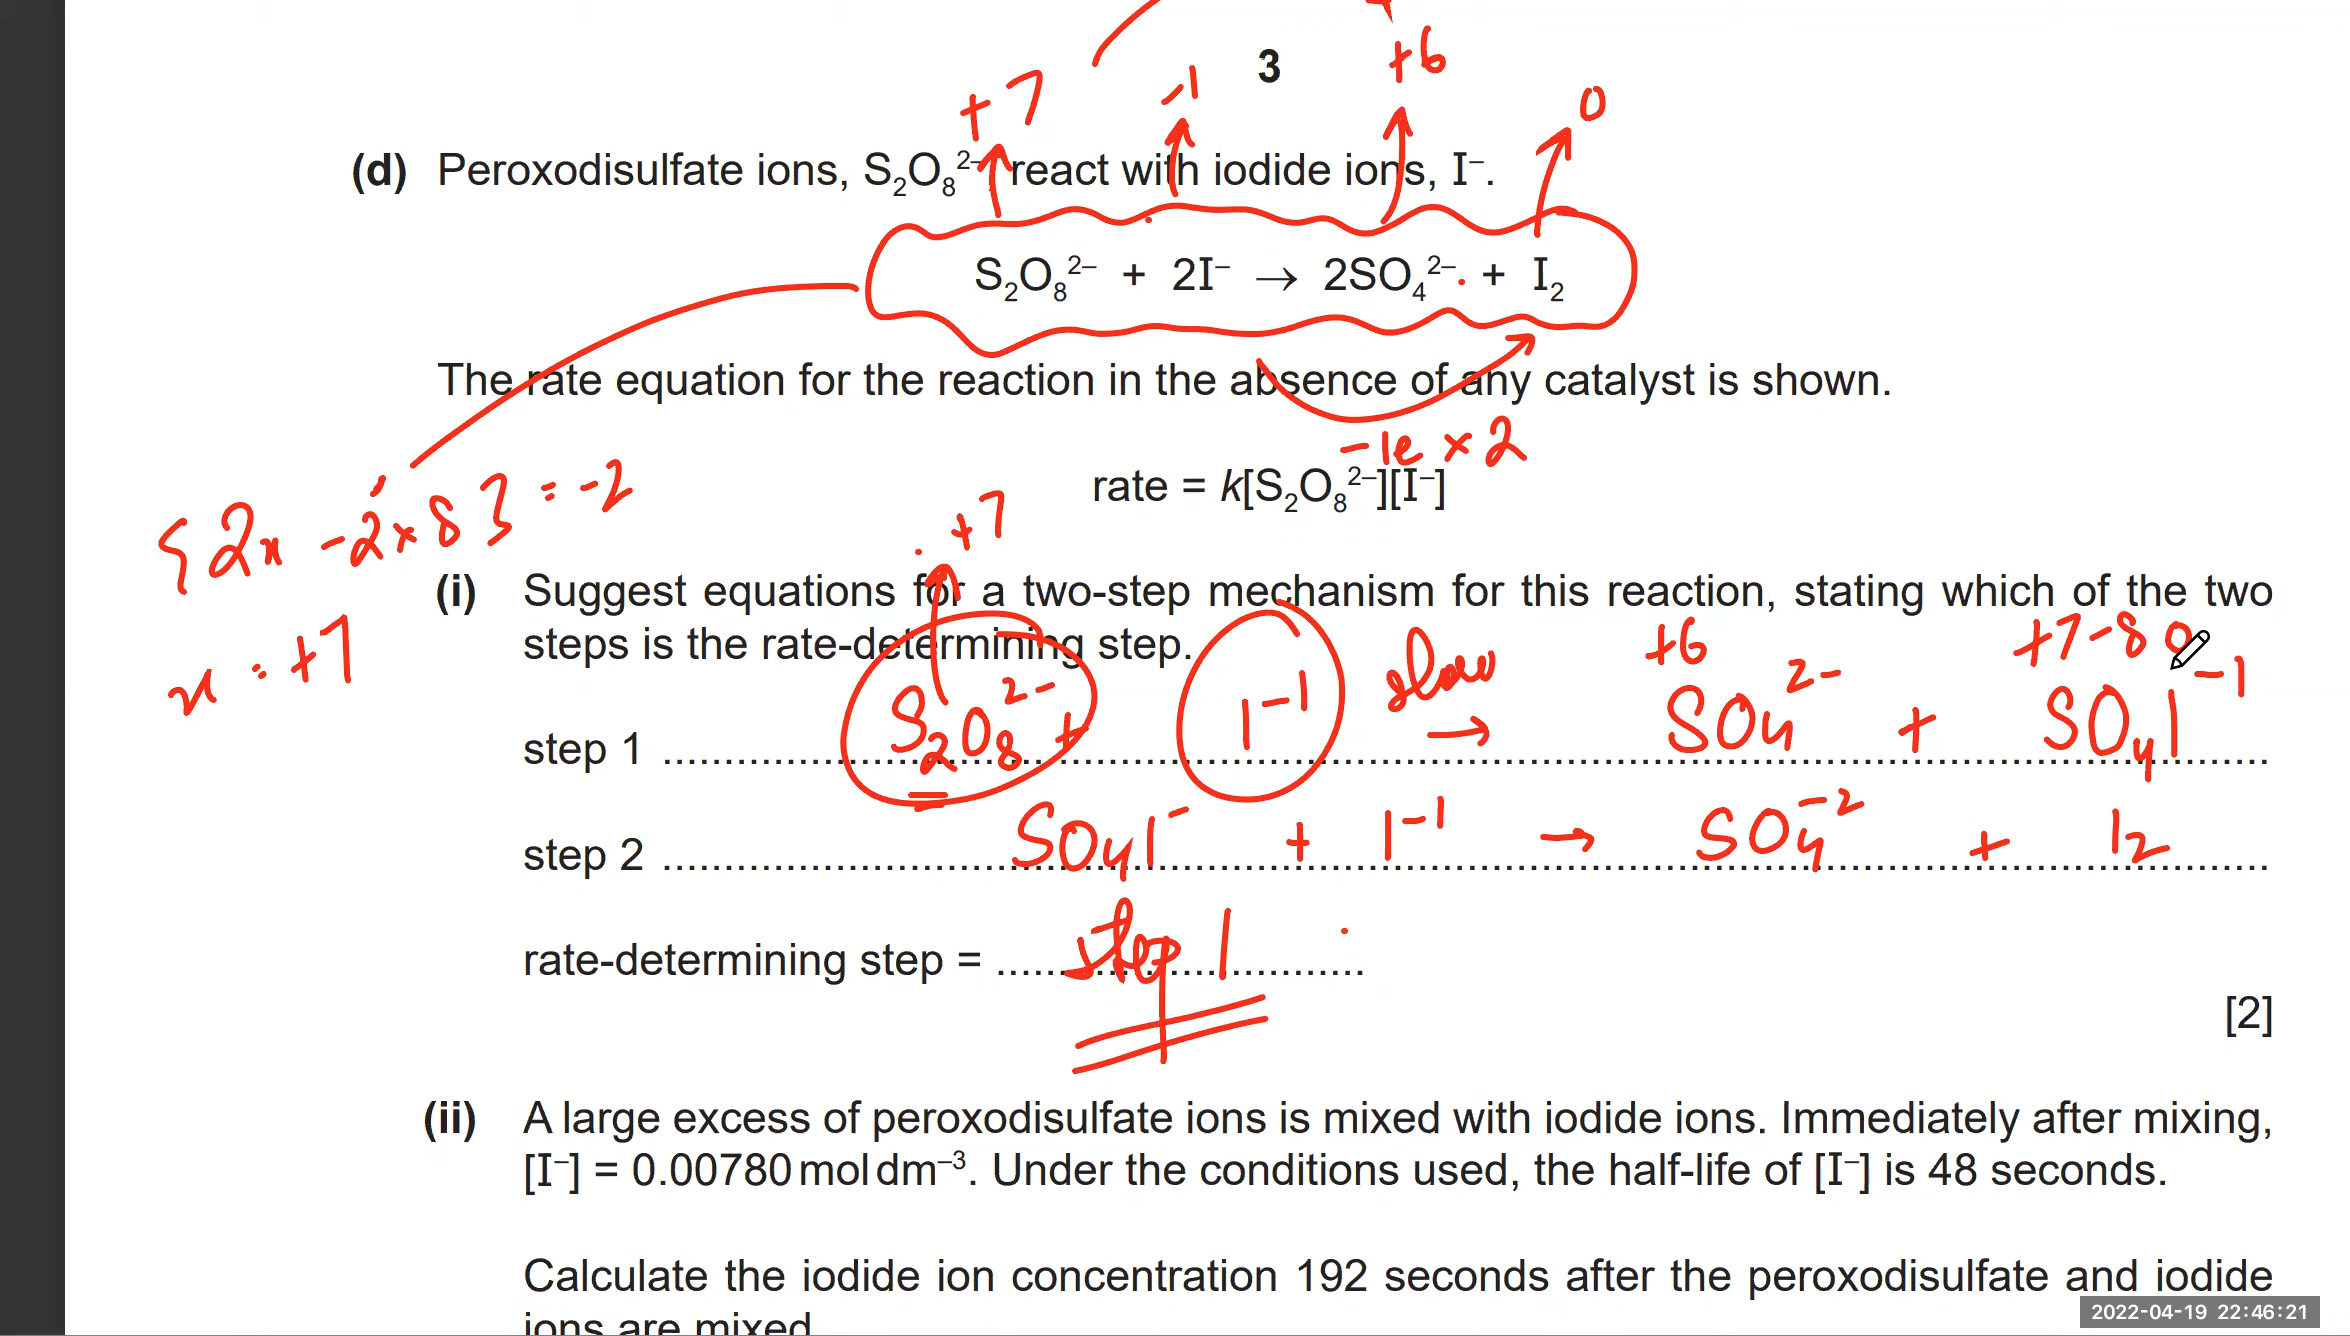 +7 -1 3 +6 0
(d) Peroxodisulfate ions, S₂O₈²⁻, react with iodide ions, I⁻.
S₂O₈²⁻ + 2I⁻ → 2SO₄²⁻ + I₂
The rate equation for the reaction in the absence of any catalyst is shown.
-1e × 2
rate = k[S₂O₈²⁻][I⁻]
{2x -2×8} = -2
+7
(i) Suggest equations for a two-step mechanism for this reaction, stating which of the two
steps is the rate-determining step.
x = +7
+6 +7 -8 0
step 1 S₂O₈²⁻ + I⁻¹ slow → SO₄²⁻ + SO₄I⁻¹
step 2 SO₄I⁻ + I⁻¹ → SO₄⁻² + I₂
rate-determining step = step 1
[2]
(ii) A large excess of peroxodisulfate ions is mixed with iodide ions. Immediately after mixing,
[I⁻] = 0.00780 mol dm⁻³. Under the conditions used, the half-life of [I⁻] is 48 seconds.
Calculate the iodide ion concentration 192 seconds after the peroxodisulfate and iodide
ions are mixed
2022-04-19 22:46:21